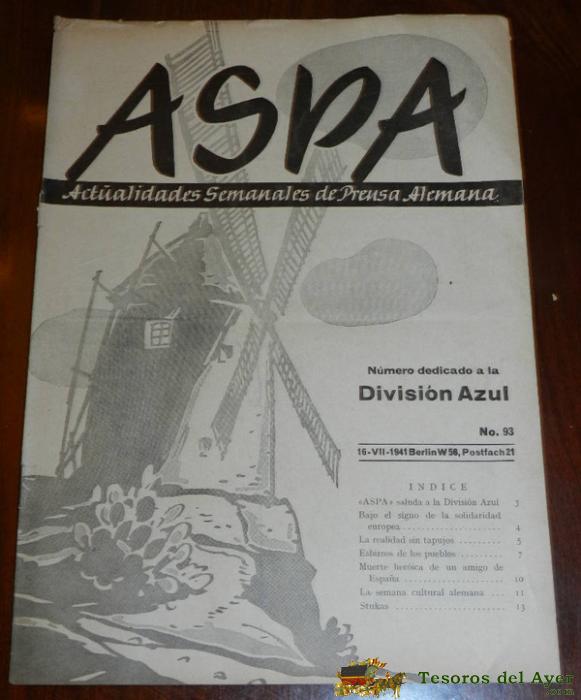 ASPA
Actüalidades Semanales de Prensa Alemana.
Número dedicado a la
División Azul
No. 93
16-VII-1941 Berlin W 56, Postfach 21
INDICE
«ASPA» saluda a la División Azul 3
Bajo el signo de la solidaridad
europea .................. 4
La realidad sin tapujos ......... 5
Esbirros de los pueblos ......... 7
Muerte heróica de un amigo de
España .................. 10
La semana cultural alemana ... 11
Stukas .................. 13
Tesoros del Ayer
.com